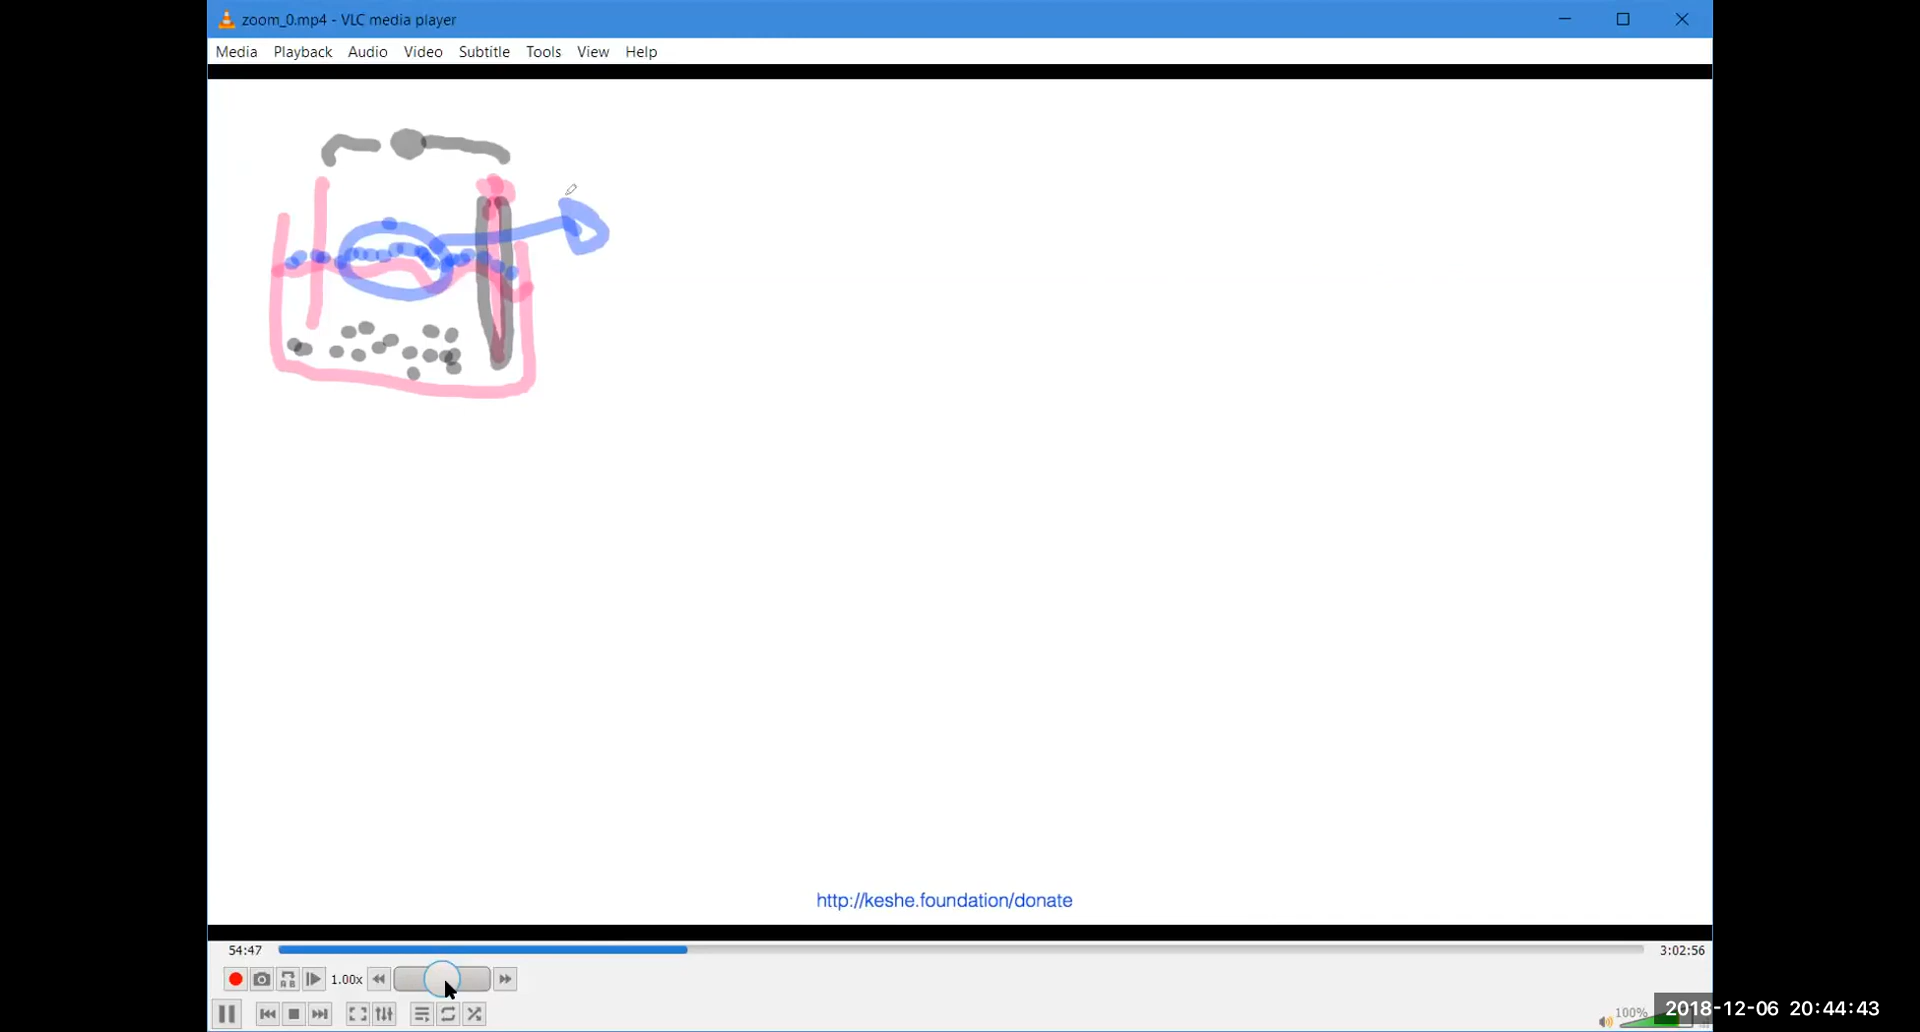 zoom_0.mp4 - VLC media player
Media Playback Audio Video Subtitle Tools View Help
http://keshe.foundation/donate
54:47 3:02:56
1.00x
100%
2018-12-06 20:44:43